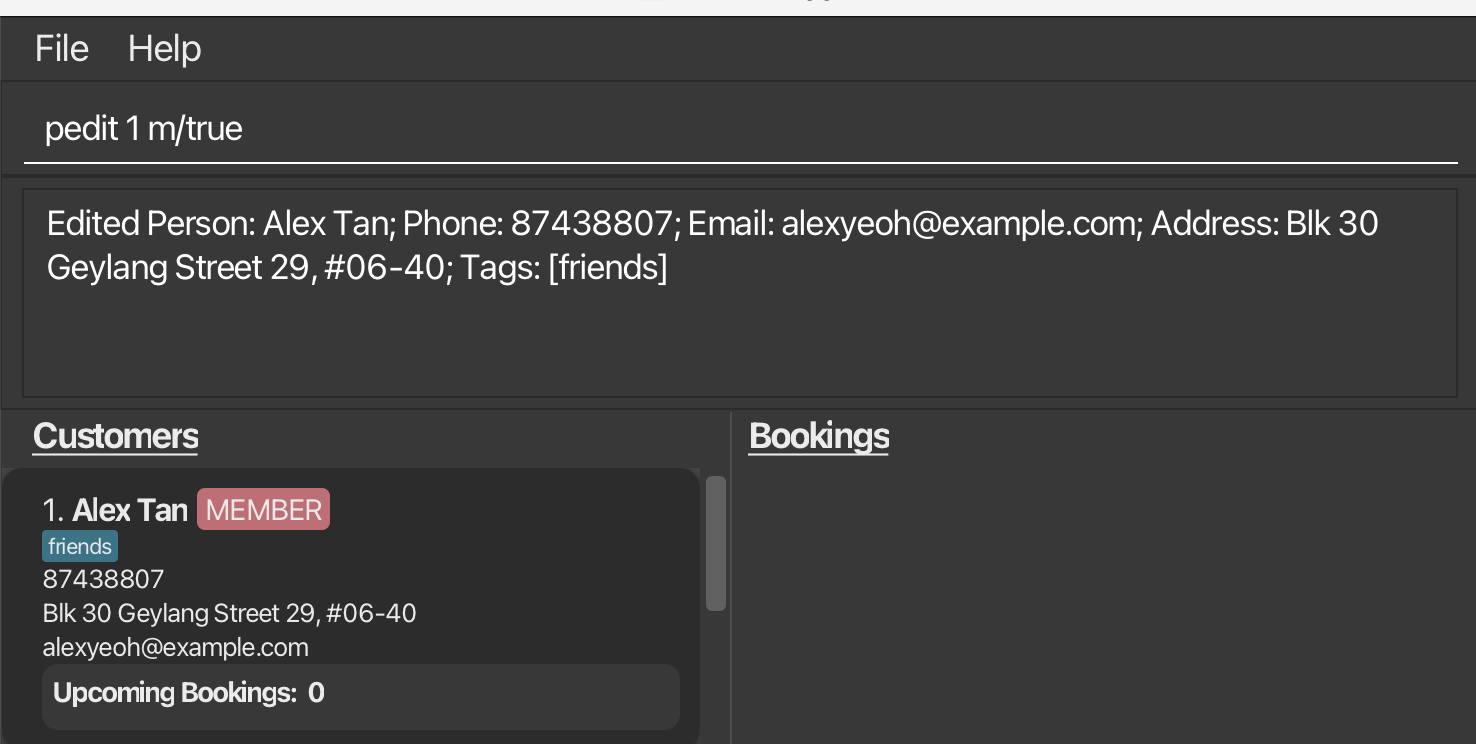 File Help
pedit 1 m/true
Edited Person: Alex Tan; Phone: 87438807; Email: alexyeoh@example.com; Address: Blk 30
Geylang Street 29, #06-40; Tags: [friends]
Customers
1. Alex Tan MEMBER
friends
87438807
Blk 30 Geylang Street 29, #06-40
alexyeoh@example.com
Upcoming Bookings: 0
Bookings